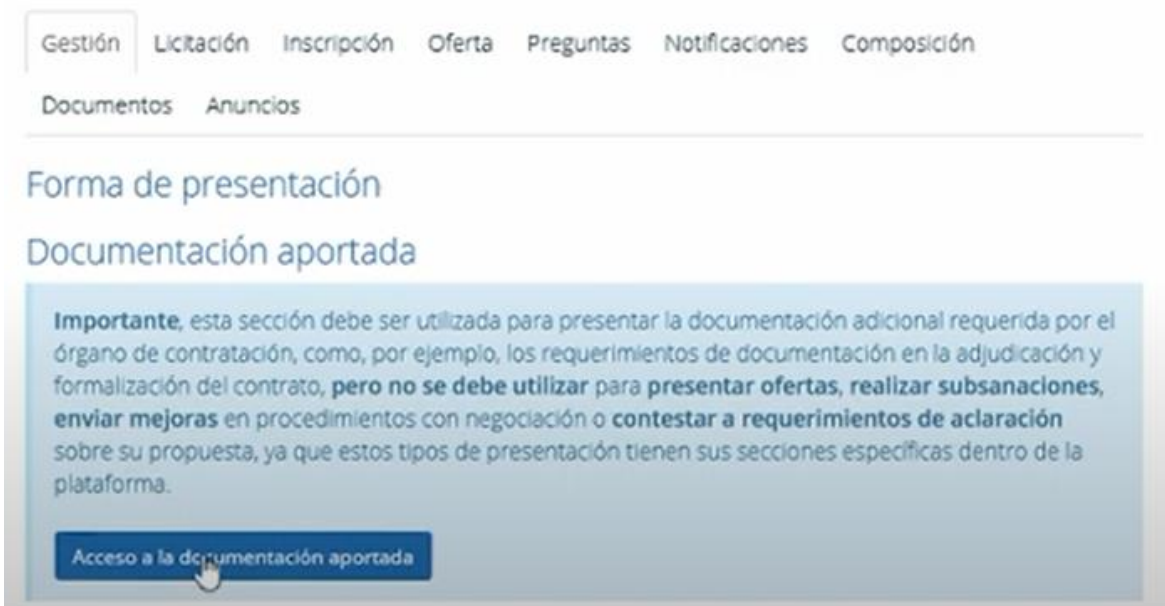 Gestión Licitación Inscripción Oferta Preguntas Notificaciones Composición
Documentos Anuncios
Forma de presentación
Documentación aportada
Importante, esta sección debe ser utilizada para presentar la documentación adicional requerida por el
órgano de contratación, como, por ejemplo, los requerimientos de documentación en la adjudicación y
formalización del contrato, pero no se debe utilizar para presentar ofertas, realizar subsanaciones,
enviar mejoras en procedimientos con negociación o contestar a requerimientos de aclaración
sobre su propuesta, ya que estos tipos de presentación tienen sus secciones específicas dentro de la
plataforma.
Acceso a la documentación aportada